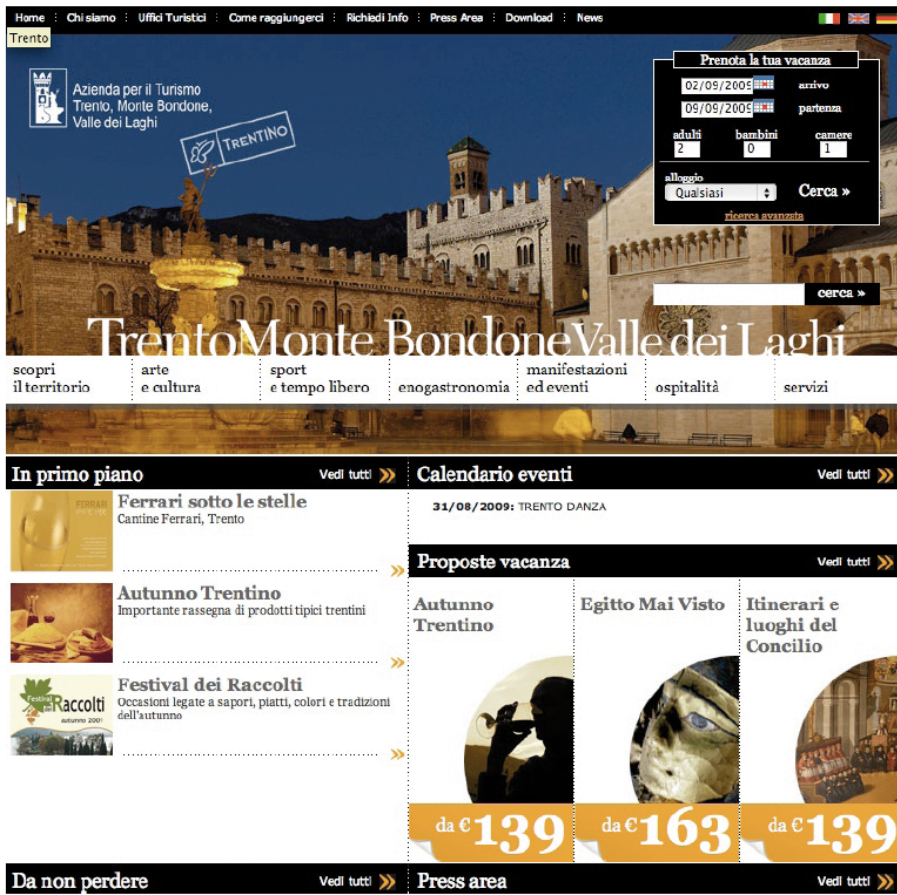 Home Chi siamo Uffici Turistici Come raggiungerci Richiedi Info Press Area Download News
Trento
Azienda per il Turismo
Trento, Monte Bondone,
Valle dei Laghi
TRENTINO
Prenota la tua vacanza
02/09/2009 arrivo
09/09/2009 partenza
adulti bambini camere
2 0 1
alloggio
Qualsiasi Cerca »
ricerca avanzata
cerca »
TrentoMonte BondoneValle dei Laghi
scopri
il territorio
arte
e cultura
sport
e tempo libero
enogastronomia
manifestazioni
ed eventi
ospitalità
servizi
In primo piano Vedi tutti »
FERRARI
Ferrari sotto le stelle
Cantine Ferrari, Trento
»
Autunno Trentino
Importante rassegna di prodotti tipici trentini
»
Festival
dei Raccolti
autunno 2009
Festival dei Raccolti
Occasioni legate a sapori, piatti, colori e tradizioni
dell'autunno
»
Calendario eventi Vedi tutti »
31/08/2009: TRENTO DANZA
Proposte vacanza Vedi tutti »
Autunno
Trentino
da € 139
Egitto Mai Visto
da € 163
Itinerari e
luoghi del
Concilio
da € 139
Da non perdere Vedi tutti »
Press area Vedi tutti »